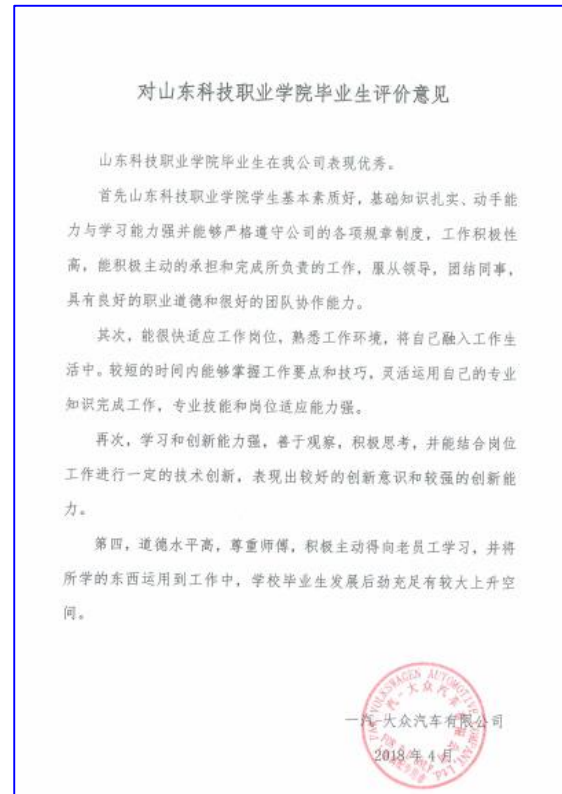 对山东科技职业学院毕业生评价意见
山东科技职业学院毕业生在我公司表现优秀。
首先山东科技职业学院学生基本素质好，基础知识扎实、动手能
力与学习能力强并能够严格遵守公司的各项规章制度，工作积极性
高，能积极主动的承担和完成所负责的工作，服从领导，团结同事，
具有良好的职业道德和很好的团队协作能力。
其次，能很快适应工作岗位，熟悉工作环境，将自己融入工作生
活中。较短的时间内能够掌握工作要点和技巧，灵活运用自己的专业
知识完成工作，专业技能和岗位适应能力强。
再次，学习和创新能力强，善于观察，积极思考，并能结合岗位
工作进行一定的技术创新，表现出较好的创新意识和较强的创新能
力。
第四，道德水平高，尊重师傅，积极主动得向老员工学习，并将
所学的东西运用到工作中，学校毕业生发展后劲充足有较大上升空
间。
一汽-大众汽车有限公司
2018年4月
FAW-VOLKSWAGEN AUTOMOTIVE COMPANY, Ltd